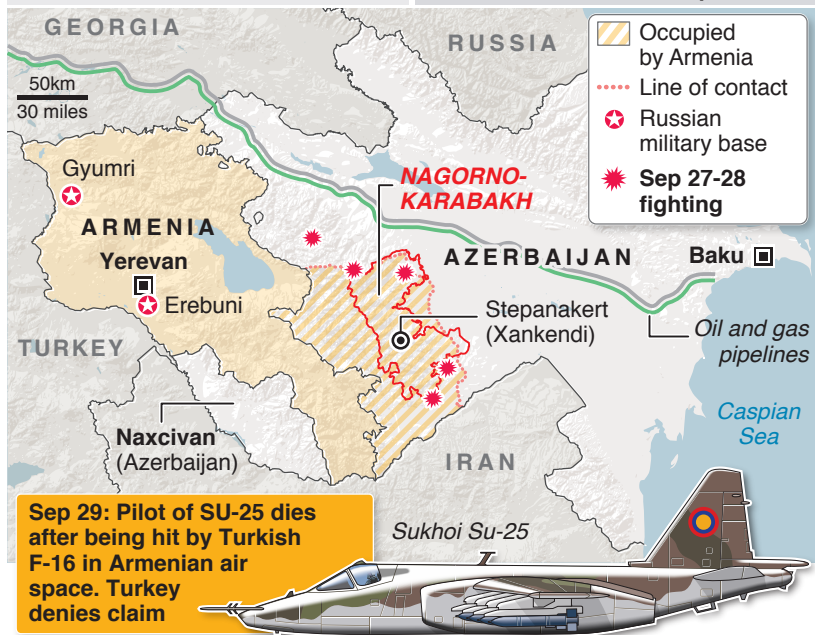 GEORGIA
RUSSIA
50km
30 miles
Occupied
by Armenia
Line of contact
Russian
military base
Sep 27-28
fighting
Gyumri
NAGORNO-
KARABAKH
ARMENIA
Yerevan
AZERBAIJAN
Baku
Erebuni
Stepanakert
(Xankendi)
TURKEY
Oil and gas
pipelines
Caspian
Sea
Naxcivan
(Azerbaijan)
IRAN
Sep 29: Pilot of SU-25 dies
after being hit by Turkish
F-16 in Armenian air
space. Turkey
denies claim
Sukhoi Su-25